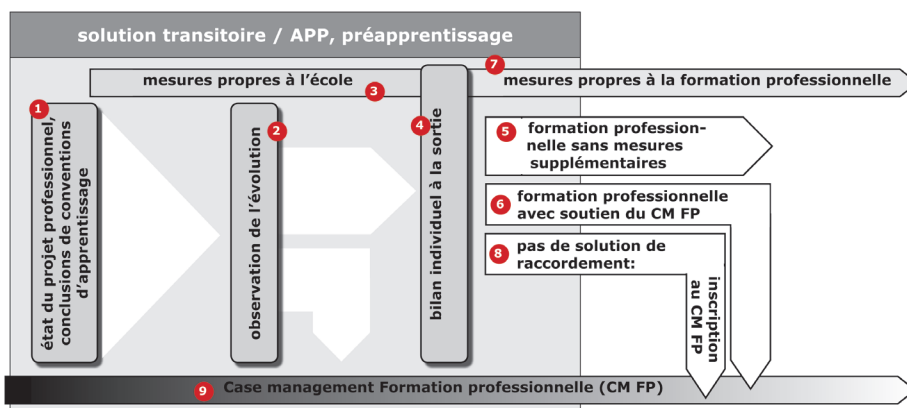 solution transitoire / APP, préapprentissage
7
mesures propres à l'école
mesures propres à la formation professionnelle
3
1
état du projet professionnel,
conclusions de conventions
d'apprentissage
2
observation de l'évolution
4
bilan individuel à la sortie
5
formation profession-
nelle sans mesures
supplémentaires
6
formation professionnelle
avec soutien du CM FP
8
pas de solution de
raccordement:
inscription
au CM FP
9
Case management Formation professionnelle (CM FP)